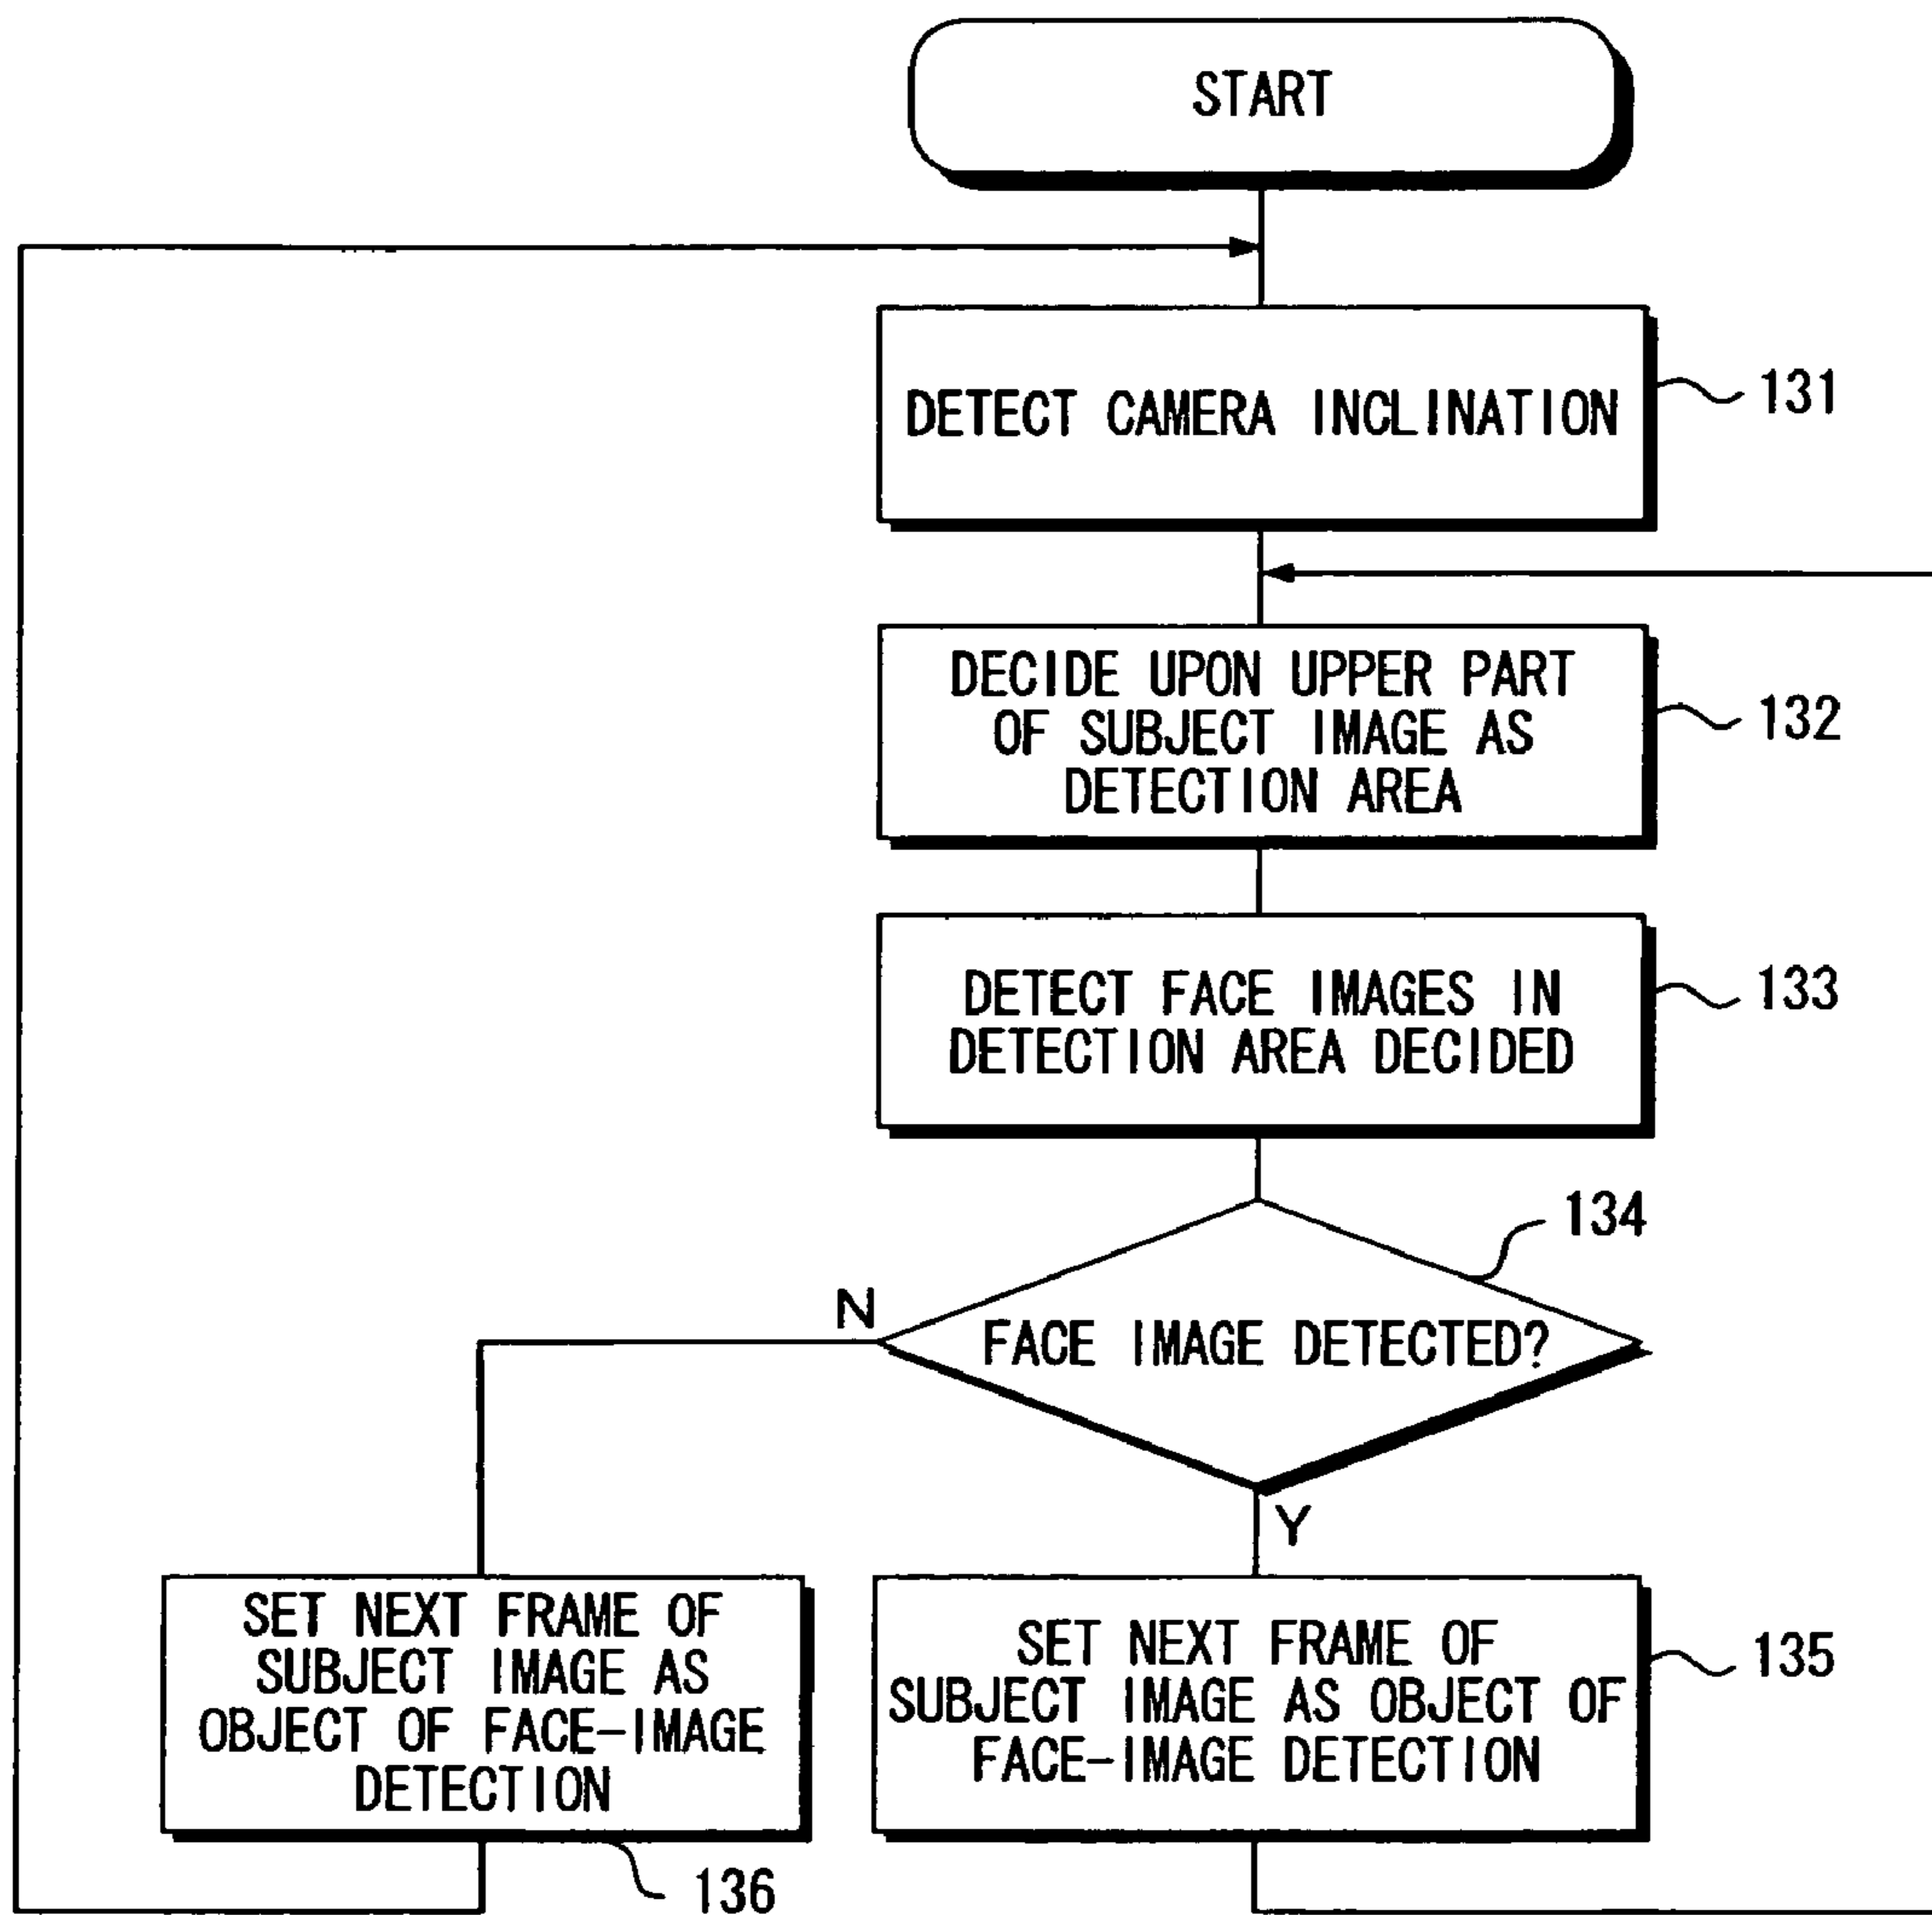 START
DETECT CAMERA INCLINATION
131
DECIDE UPON UPPER PART
OF SUBJECT IMAGE AS
DETECTION AREA
132
DETECT FACE IMAGES IN
DETECTION AREA DECIDED
133
134
N
FACE IMAGE DETECTED?
Y
SET NEXT FRAME OF
SUBJECT IMAGE AS
OBJECT OF FACE-IMAGE
DETECTION
136
SET NEXT FRAME OF
SUBJECT IMAGE AS OBJECT OF
FACE-IMAGE DETECTION
135